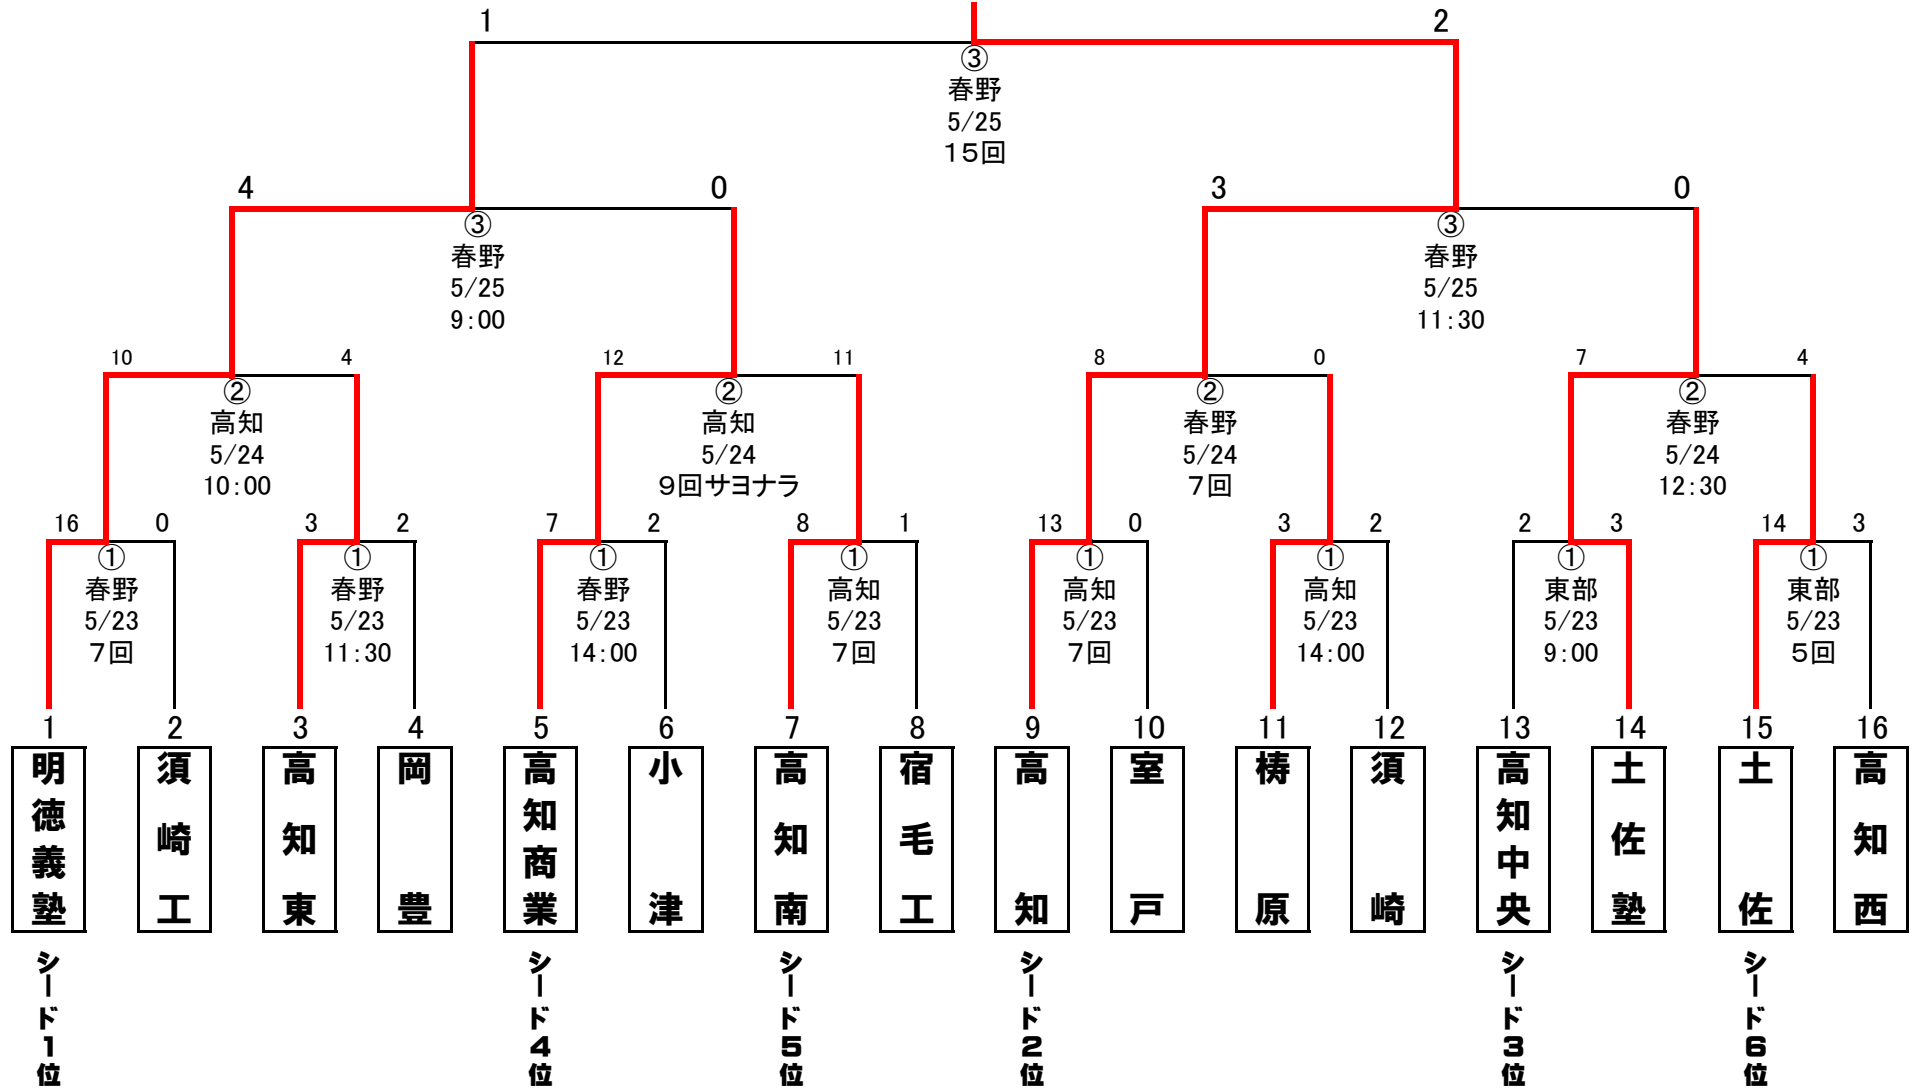 1 2
③
春野
5/25
15回
4 0 3 0
③ ③
春野 春野
5/25 5/25
9:00 11:30
10 4 12 11 8 0 7 4
② ② ② ②
高知 高知 春野 春野
5/24 5/24 5/24 5/24
10:00 9回サヨナラ 7回 12:30
16 0 3 2 7 2 8 1 13 0 3 2 2 3 14 3
① ① ① ① ① ① ① ①
春野 春野 春野 高知 高知 高知 東部 東部
5/23 5/23 5/23 5/23 5/23 5/23 5/23 5/23
7回 11:30 14:00 7回 7回 14:00 9:00 5回
1 2 3 4 5 6 7 8 9 10 11 12 13 14 15 16
明徳義塾
須崎工
高知東
岡豊
高知商業
小津
高知南
宿毛工
高知
室戸
梼原
須崎
高知中央
土佐塾
土佐
高知西
シード1位
シード4位
シード5位
シード2位
シード3位
シード6位